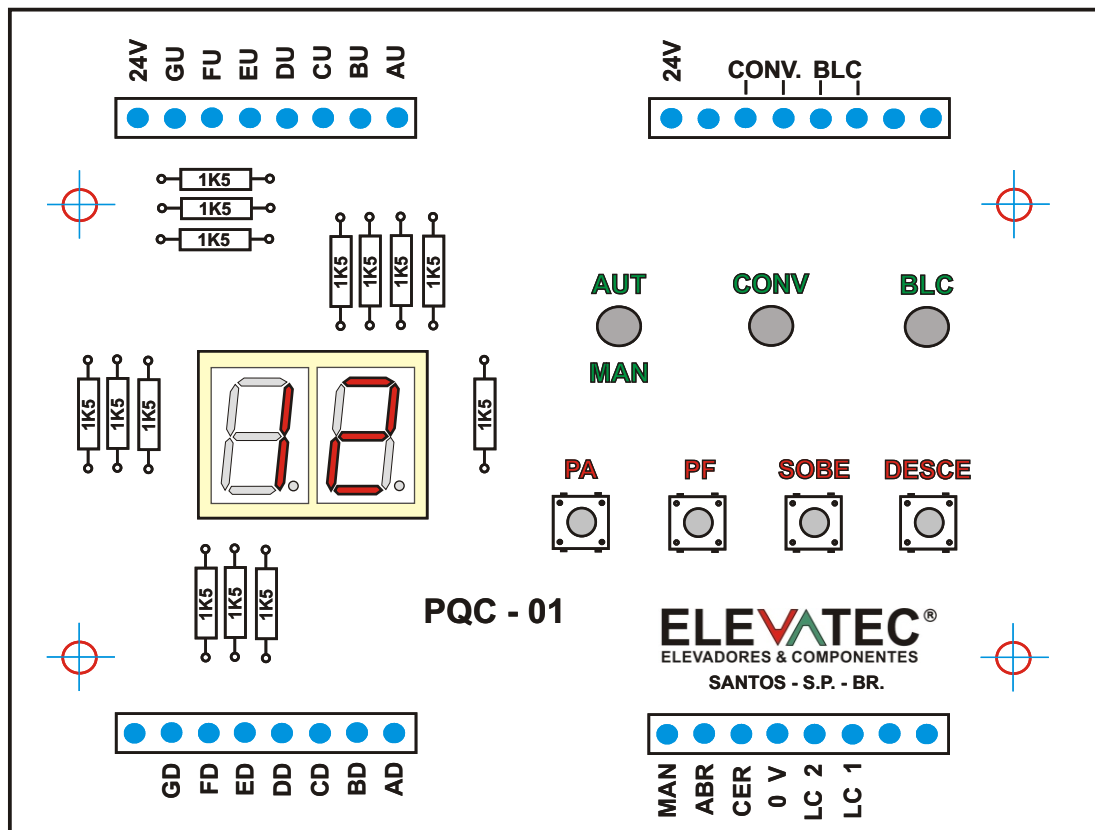 24V GU FU EU DU CU BU AU
24V CONV. BLC
1K5
1K5
1K5
1K5 1K5 1K5 1K5
AUT CONV BLC
MAN
1K5 1K5 1K5
12
1K5
PA PF SOBE DESCE
1K5 1K5 1K5
PQC - 01
ELEVATEC®
ELEVADORES & COMPONENTES
SANTOS - S.P. - BR.
GD FD ED DD CD BD AD
MAN ABR CER 0 V LC 2 LC 1